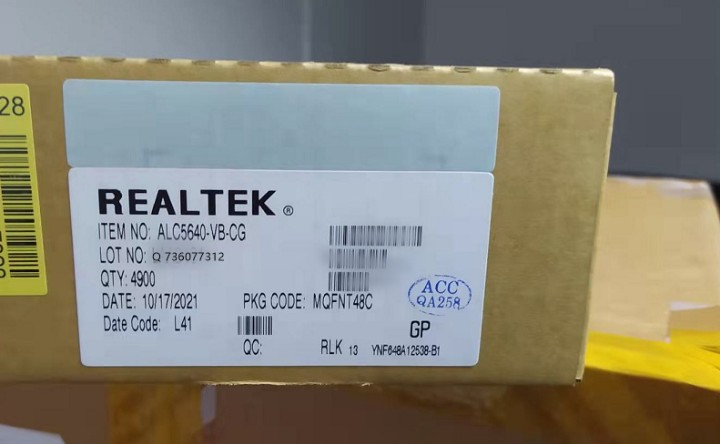 28
REALTEK ®
ITEM NO: ALC5640-VB-CG
LOT NO: Q 736077312
QTY: 4900
DATE: 10/17/2021 PKG CODE: MQFNT48C
ACC
QA258
Date Code: L41
GP
QC: RLK 13 YNF648A1253B-B1